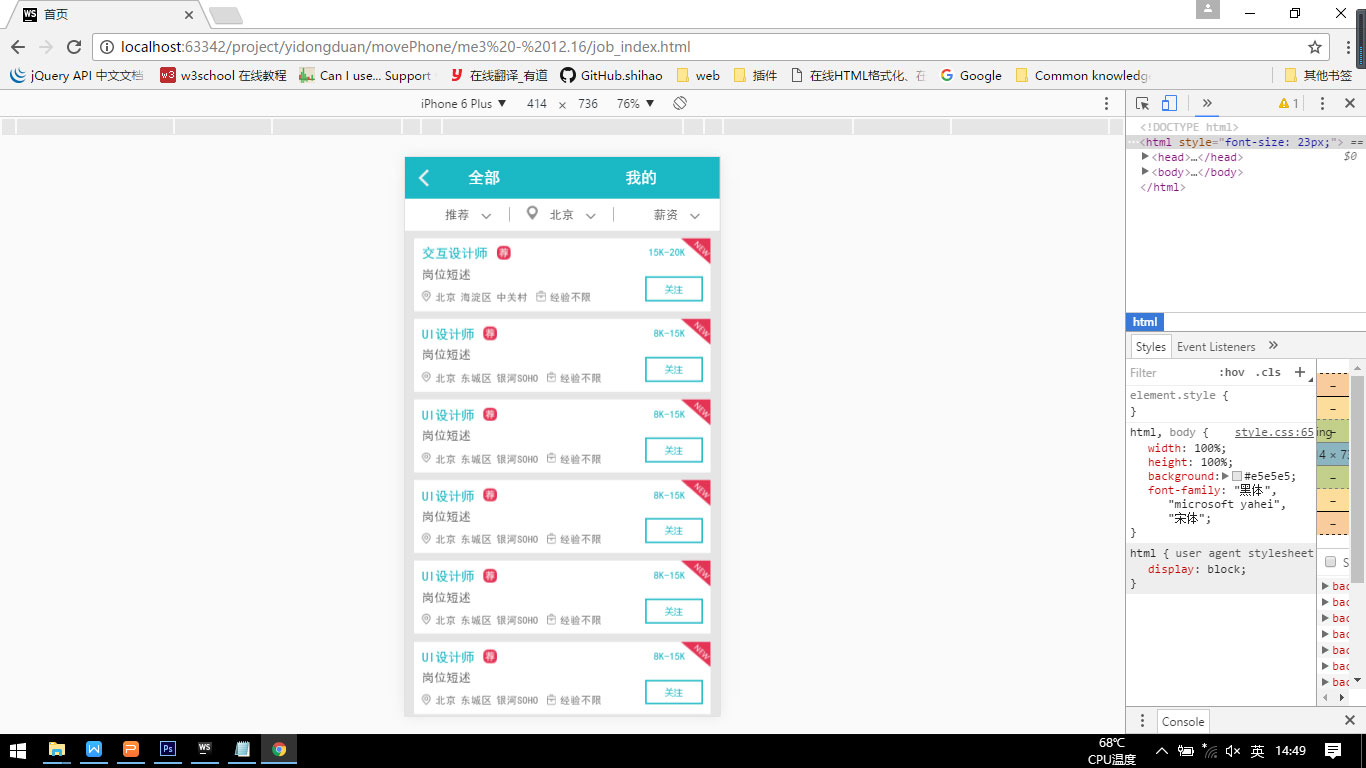 首页
localhost:63342/project/yidongduan/movePhone/me3%20-%2012.16/job_index.html
jQuery API 中文文档 w3school 在线教程 Can I use... Support 在线翻译_有道 GitHub.shihao web 插件 在线HTML格式化、在 Google Common knowledg 其他书签
iPhone 6 Plus ▼ 414 × 736 76% ▼
1
全部 我的
推荐 北京 薪资
交互设计师 荐 15K-20K NEW
岗位短述
关注
北京 海淀区 中关村 经验不限
UI设计师 荐 8K-15K NEW
岗位短述
关注
北京 东城区 银河SOHO 经验不限
UI设计师 荐 8K-15K NEW
岗位短述
关注
北京 东城区 银河SOHO 经验不限
UI设计师 荐 8K-15K NEW
岗位短述
关注
北京 东城区 银河SOHO 经验不限
UI设计师 荐 8K-15K NEW
岗位短述
关注
北京 东城区 银河SOHO 经验不限
UI设计师 荐 8K-15K NEW
岗位短述
关注
北京 东城区 银河SOHO 经验不限
<!DOCTYPE html>
<html style="font-size: 23px;"> == $0
<head>…</head>
<body>…</body>
</html>
html
Styles Event Listeners »
Filter :hov .cls +
element.style {
}
html, body { style.css:65
width: 100%;
height: 100%;
background: #e5e5e5;
font-family: "黑体",
"microsoft yahei",
"宋体";
}
html { user agent stylesheet
display: block;
}
ing
4 × 7
S
bac
bac
bac
bac
bac
bac
bac
Console
68℃
CPU温度
英 14:49